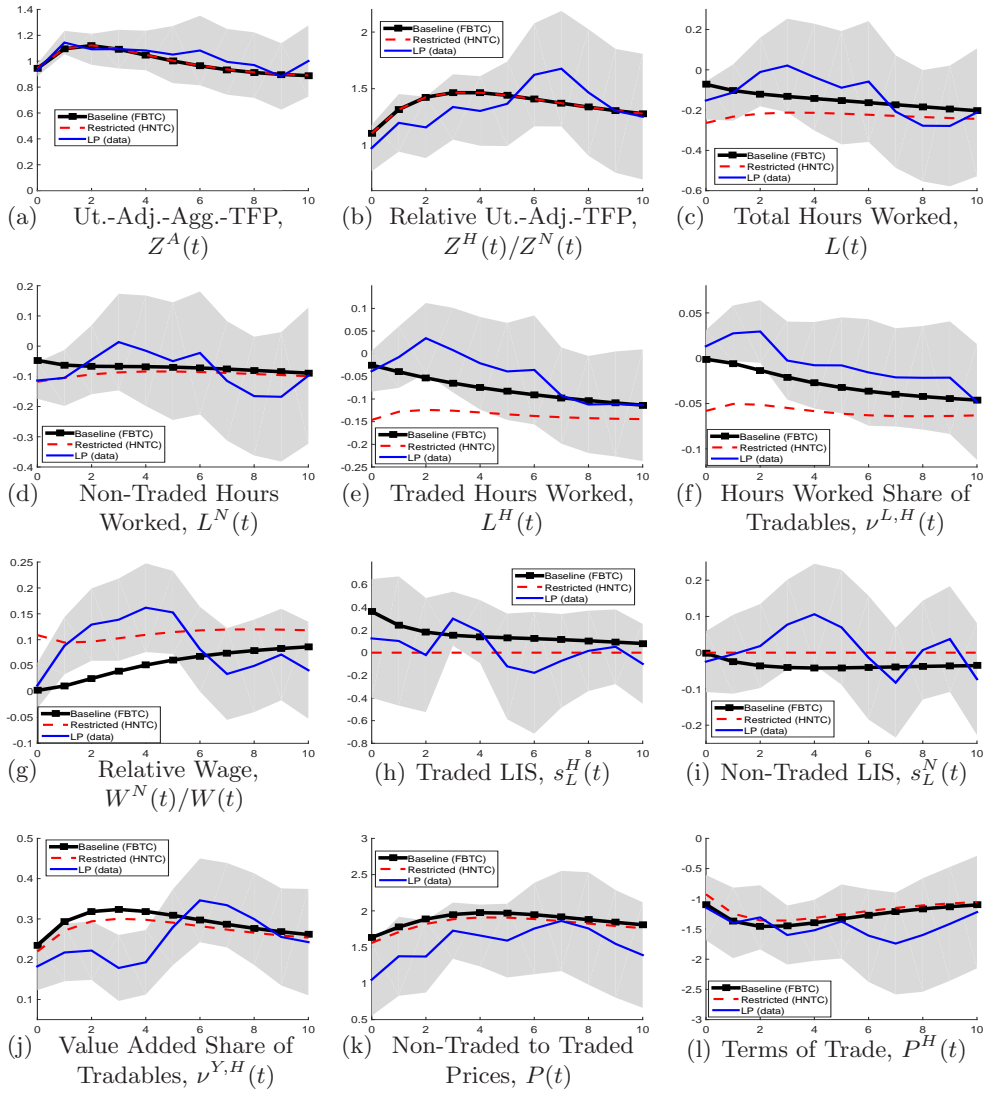 1.4
1.2
1
0.8
0.6
0.4
0.2
0
Baseline (FBTC)
Restricted (HNTC)
LP (data)
0 2 4 6 8 10
(a) Ut.-Adj.-Agg.-TFP,
Z^A(t)
2
1.5
1
Baseline (FBTC)
Restricted (HNTC)
LP (data)
0 2 4 6 8 10
(b) Relative Ut.-Adj.-TFP,
Z^H(t)/Z^N(t)
0.2
0
-0.2
-0.4
-0.6
Baseline (FBTC)
Restricted (HNTC)
LP (data)
0 2 4 6 8 10
(c) Total Hours Worked,
L(t)
0.2
0.1
0
-0.1
-0.2
-0.3
-0.4
Baseline (FBTC)
Restricted (HNTC)
LP (data)
0 2 4 6 8 10
(d) Non-Traded Hours
Worked, L^N(t)
0.1
0.05
0
-0.05
-0.1
-0.15
-0.2
-0.25
Baseline (FBTC)
Restricted (HNTC)
LP (data)
0 2 4 6 8 10
(e) Traded Hours Worked,
L^H(t)
0.05
0
-0.05
-0.1
Baseline (FBTC)
Restricted (HNTC)
LP (data)
0 2 4 6 8 10
(f) Hours Worked Share of
Tradables, ν^{L,H}(t)
0.25
0.2
0.15
0.1
0.05
0
-0.05
-0.1
Baseline (FBTC)
Restricted (HNTC)
LP (data)
0 2 4 6 8 10
(g) Relative Wage,
W^N(t)/W(t)
0.6
0.4
0.2
0
-0.2
-0.4
-0.6
-0.8
Baseline (FBTC)
Restricted (HNTC)
LP (data)
0 2 4 6 8 10
(h) Traded LIS, s_L^H(t)
0.2
0.1
0
-0.1
-0.2
Baseline (FBTC)
Restricted (HNTC)
LP (data)
0 2 4 6 8 10
(i) Non-Traded LIS, s_L^N(t)
0.5
0.4
0.3
0.2
0.1
Baseline (FBTC)
Restricted (HNTC)
LP (data)
0 2 4 6 8 10
(j) Value Added Share of
Tradables, ν^{Y,H}(t)
3
2.5
2
1.5
1
0.5
Baseline (FBTC)
Restricted (HNTC)
LP (data)
0 2 4 6 8 10
(k) Non-Traded to Traded
Prices, P(t)
0
-0.5
-1
-1.5
-2
-2.5
-3
Baseline (FBTC)
Restricted (HNTC)
LP (data)
0 2 4 6 8 10
(l) Terms of Trade, P^H(t)